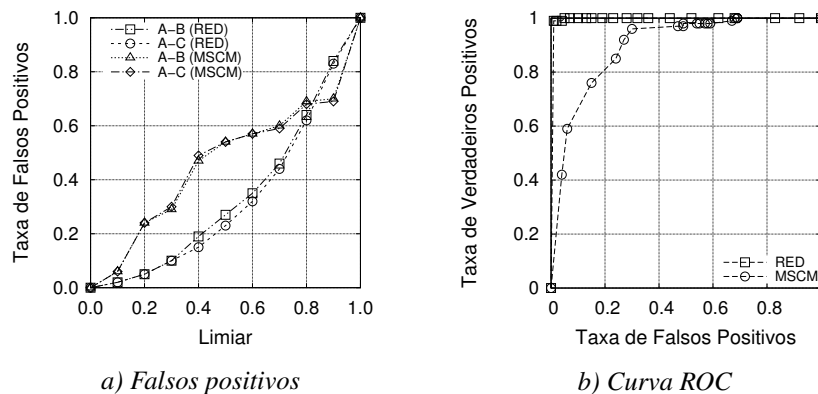 1.0
0.8
0.6
0.4
0.2
0.0
0.0 0.2 0.4 0.6 0.8 1.0
Taxa de Falsos Positivos
Limiar
A-B (RED)
A-C (RED)
A-B (MSCM)
A-C (MSCM)
a) Falsos positivos
1
0.8
0.6
0.4
0.2
0
0 0.2 0.4 0.6 0.8
Taxa de Verdadeiros Positivos
Taxa de Falsos Positivos
RED
MSCM
b) Curva ROC